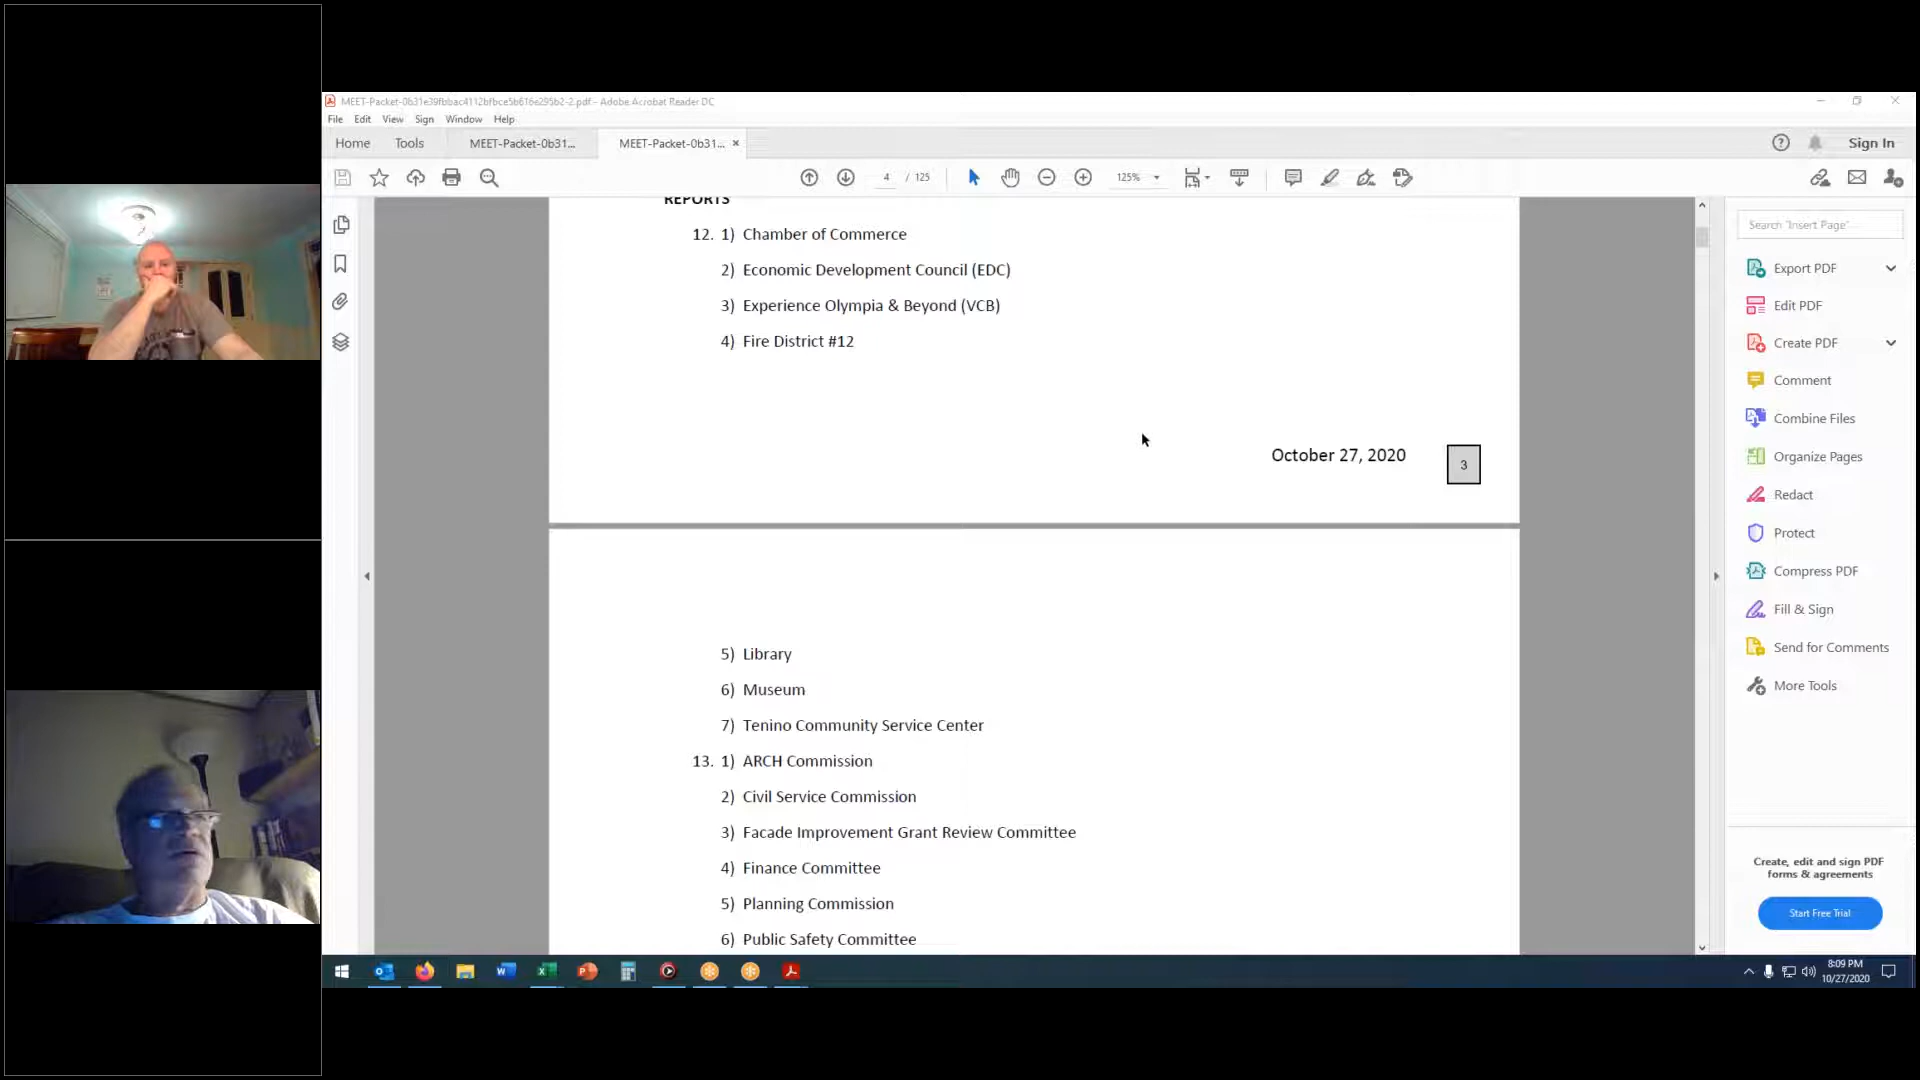 MEET-Packet-0b31e39fbbac4112bfbce5b616e295b2-2.pdf - Adobe Acrobat Reader DC
File Edit View Sign Window Help
Home Tools MEET-Packet-0b31... MEET-Packet-0b31... × Sign In
4 / 125 125%
REPORTS
12. 1) Chamber of Commerce
2) Economic Development Council (EDC)
3) Experience Olympia & Beyond (VCB)
4) Fire District #12
October 27, 2020 3
5) Library
6) Museum
7) Tenino Community Service Center
13. 1) ARCH Commission
2) Civil Service Commission
3) Facade Improvement Grant Review Committee
4) Finance Committee
5) Planning Commission
6) Public Safety Committee
Search "Insert Page"
Export PDF
Edit PDF
Create PDF
Comment
Combine Files
Organize Pages
Redact
Protect
Compress PDF
Fill & Sign
Send for Comments
More Tools
Create, edit and sign PDF
forms & agreements
Start Free Trial
8:09 PM
10/27/2020